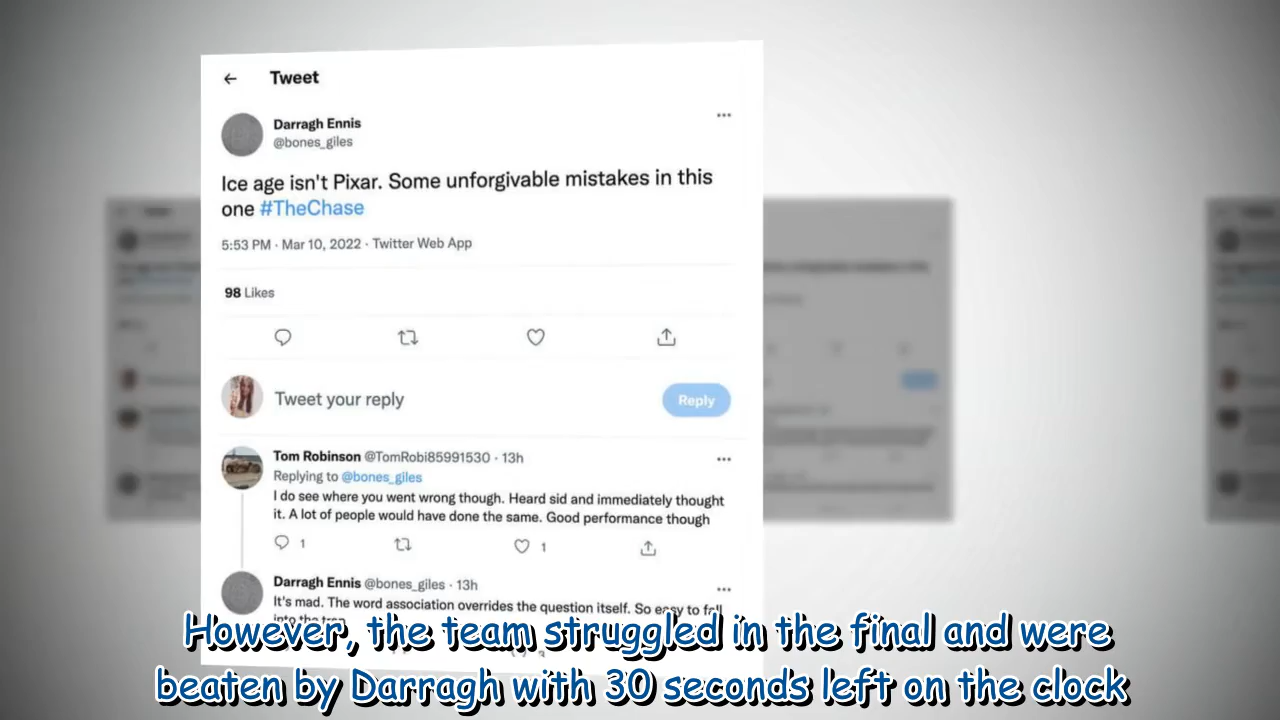 Tweet
Darragh Ennis
@bones_giles
Ice age isn't Pixar. Some unforgivable mistakes in this
one #TheChase
5:53 PM · Mar 10, 2022 · Twitter Web App
98 Likes
Tweet your reply
Reply
Tom Robinson @TomRobi85991530 · 13h
Replying to @bones_giles
I do see where you went wrong though. Heard sid and immediately thought
it. A lot of people would have done the same. Good performance though
1
1
Darragh Ennis @bones_giles · 13h
It's mad. The word association overrides the question itself. So easy to fall
into the trap
However, the team struggled in the final and were
beaten by Darragh with 30 seconds left on the clock